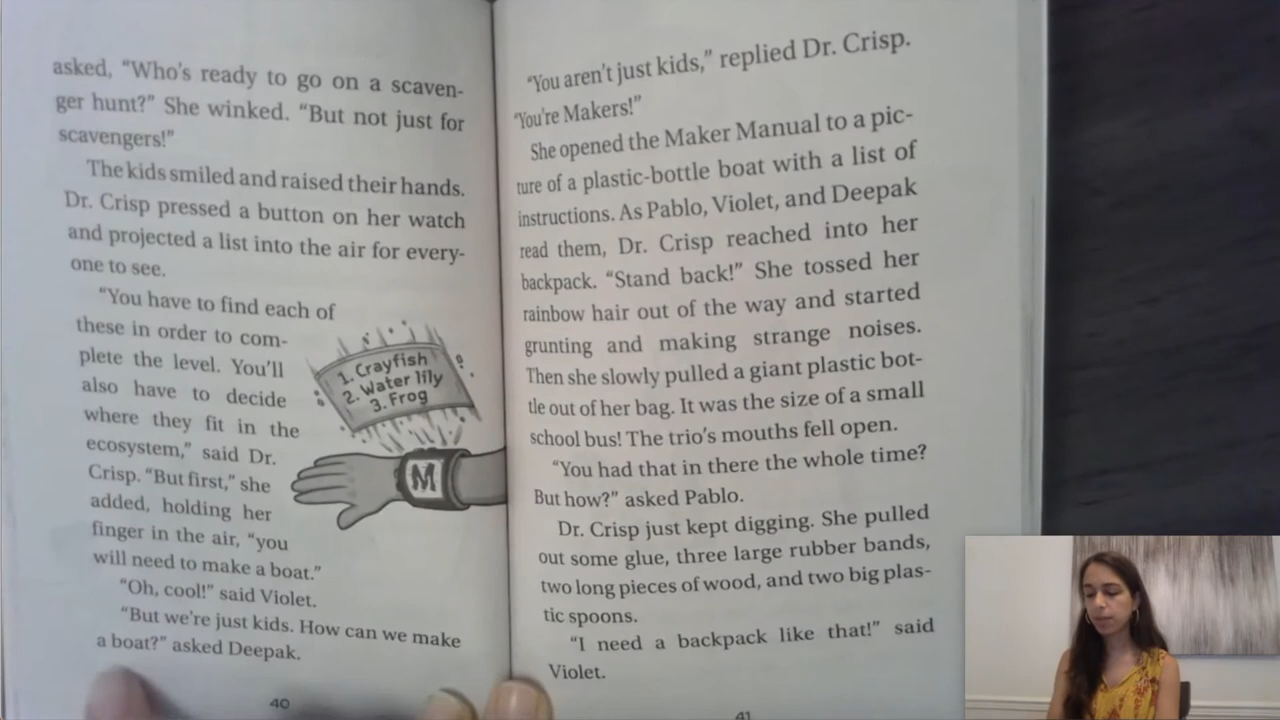 asked, “Who’s ready to go on a scaven-
ger hunt?” She winked. “But not just for
scavengers!”
The kids smiled and raised their hands.
Dr. Crisp pressed a button on her watch
and projected a list into the air for every-
one to see.
“You have to find each of
these in order to com-
plete the level. You’ll
also have to decide
where they fit in the
ecosystem,” said Dr.
Crisp. “But first,” she
added, holding her
finger in the air, “you
will need to make a boat.”
“Oh, cool!” said Violet.
“But we’re just kids. How can we make
a boat?” asked Deepak.
1. Crayfish
2. Water lily
3. Frog
M
40
“You aren’t just kids,” replied Dr. Crisp.
“You’re Makers!”
She opened the Maker Manual to a pic-
ture of a plastic-bottle boat with a list of
instructions. As Pablo, Violet, and Deepak
read them, Dr. Crisp reached into her
backpack. “Stand back!” She tossed her
rainbow hair out of the way and started
grunting and making strange noises.
Then she slowly pulled a giant plastic bot-
tle out of her bag. It was the size of a small
school bus! The trio’s mouths fell open.
“You had that in there the whole time?
But how?” asked Pablo.
Dr. Crisp just kept digging. She pulled
out some glue, three large rubber bands,
two long pieces of wood, and two big plas-
tic spoons.
“I need a backpack like that!” said
Violet.
41